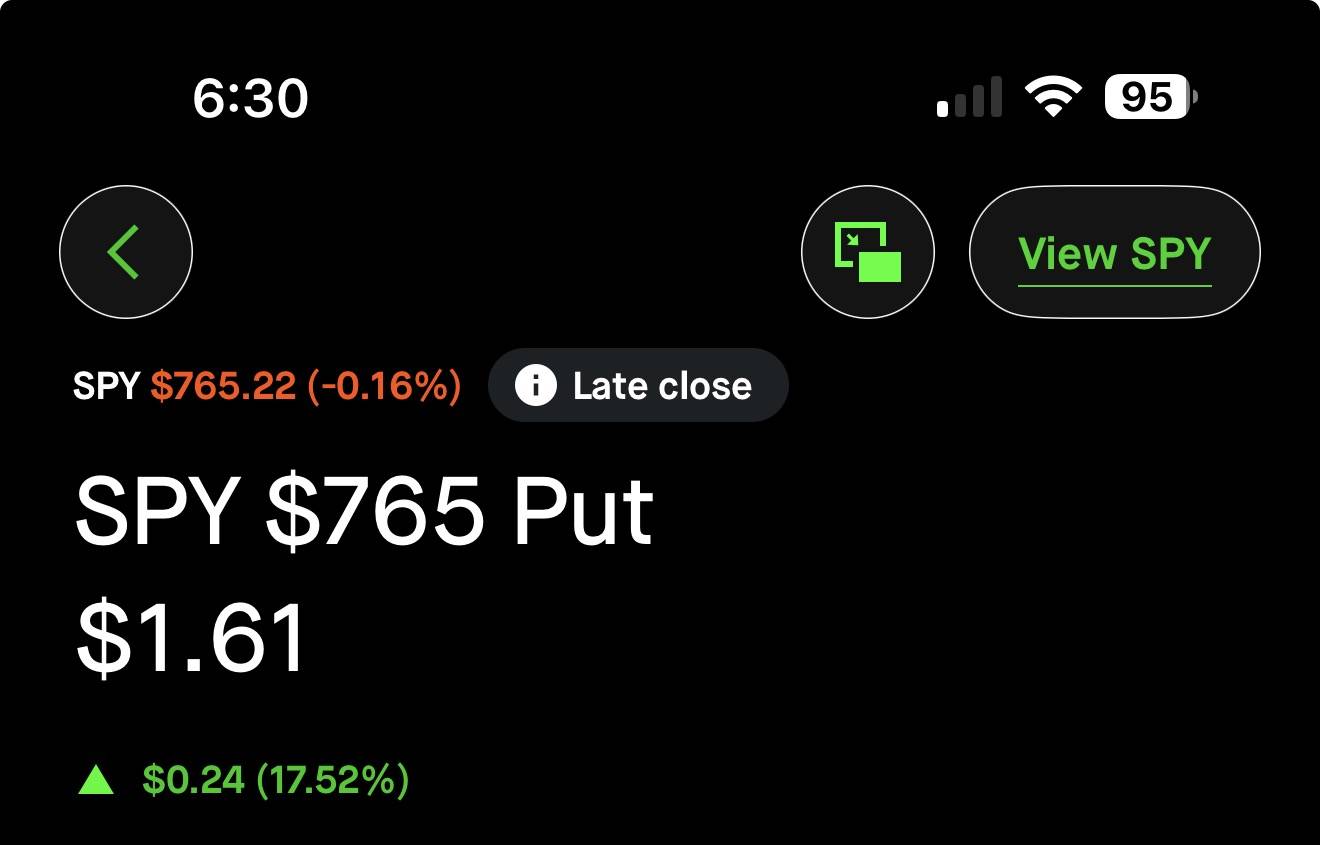 6:30 95
View SPY
SPY $765.22 (-0.16%) Late close
SPY $765 Put
$1.61
$0.24 (17.52%)